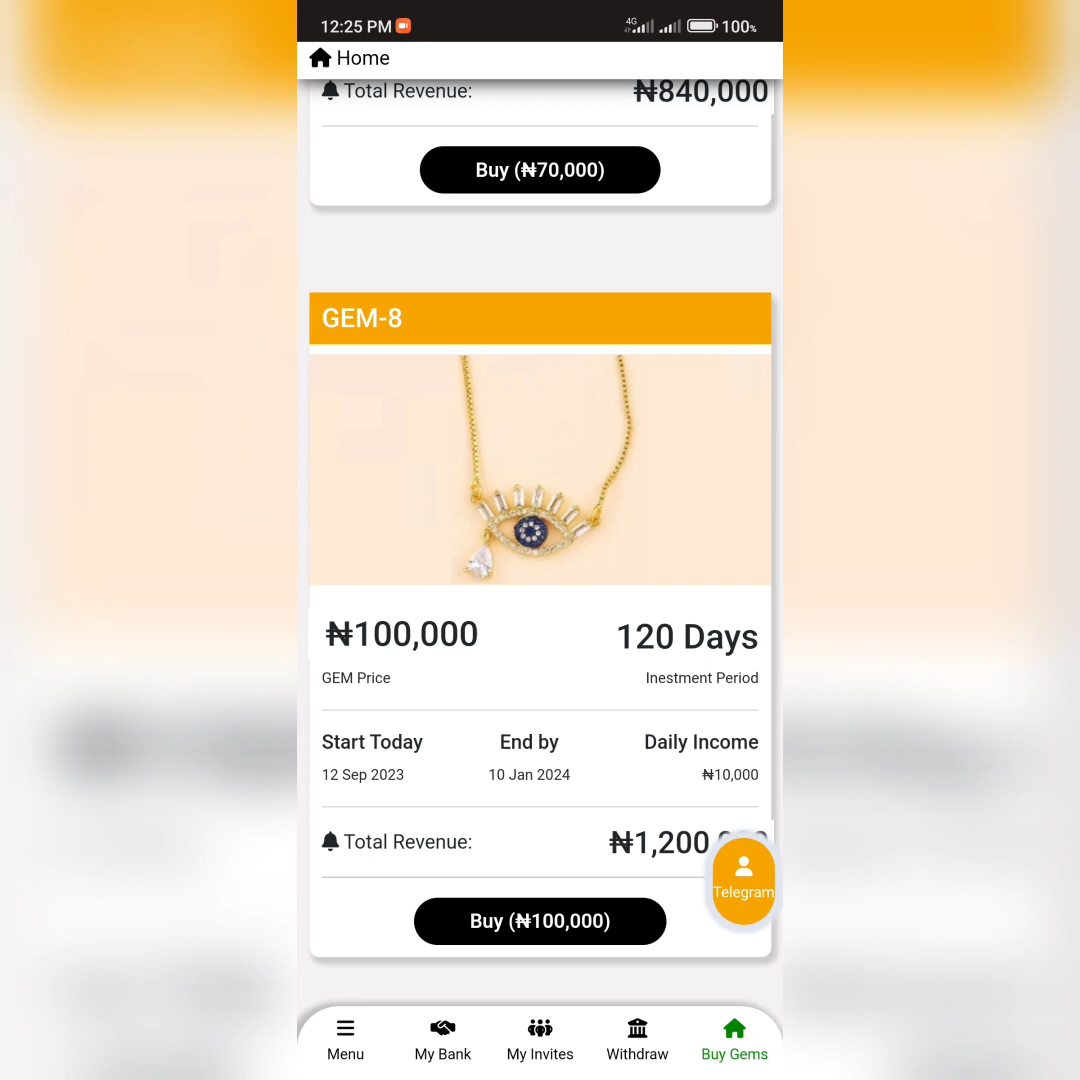 12:25 PM
4G
100%
Home
Total Revenue: ₦840,000
Buy (₦70,000)
GEM-8
₦100,000 120 Days
GEM Price Inestment Period
Start Today End by Daily Income
12 Sep 2023 10 Jan 2024 ₦10,000
Total Revenue: ₦1,200
Telegram
Buy (₦100,000)
Menu My Bank My Invites Withdraw Buy Gems